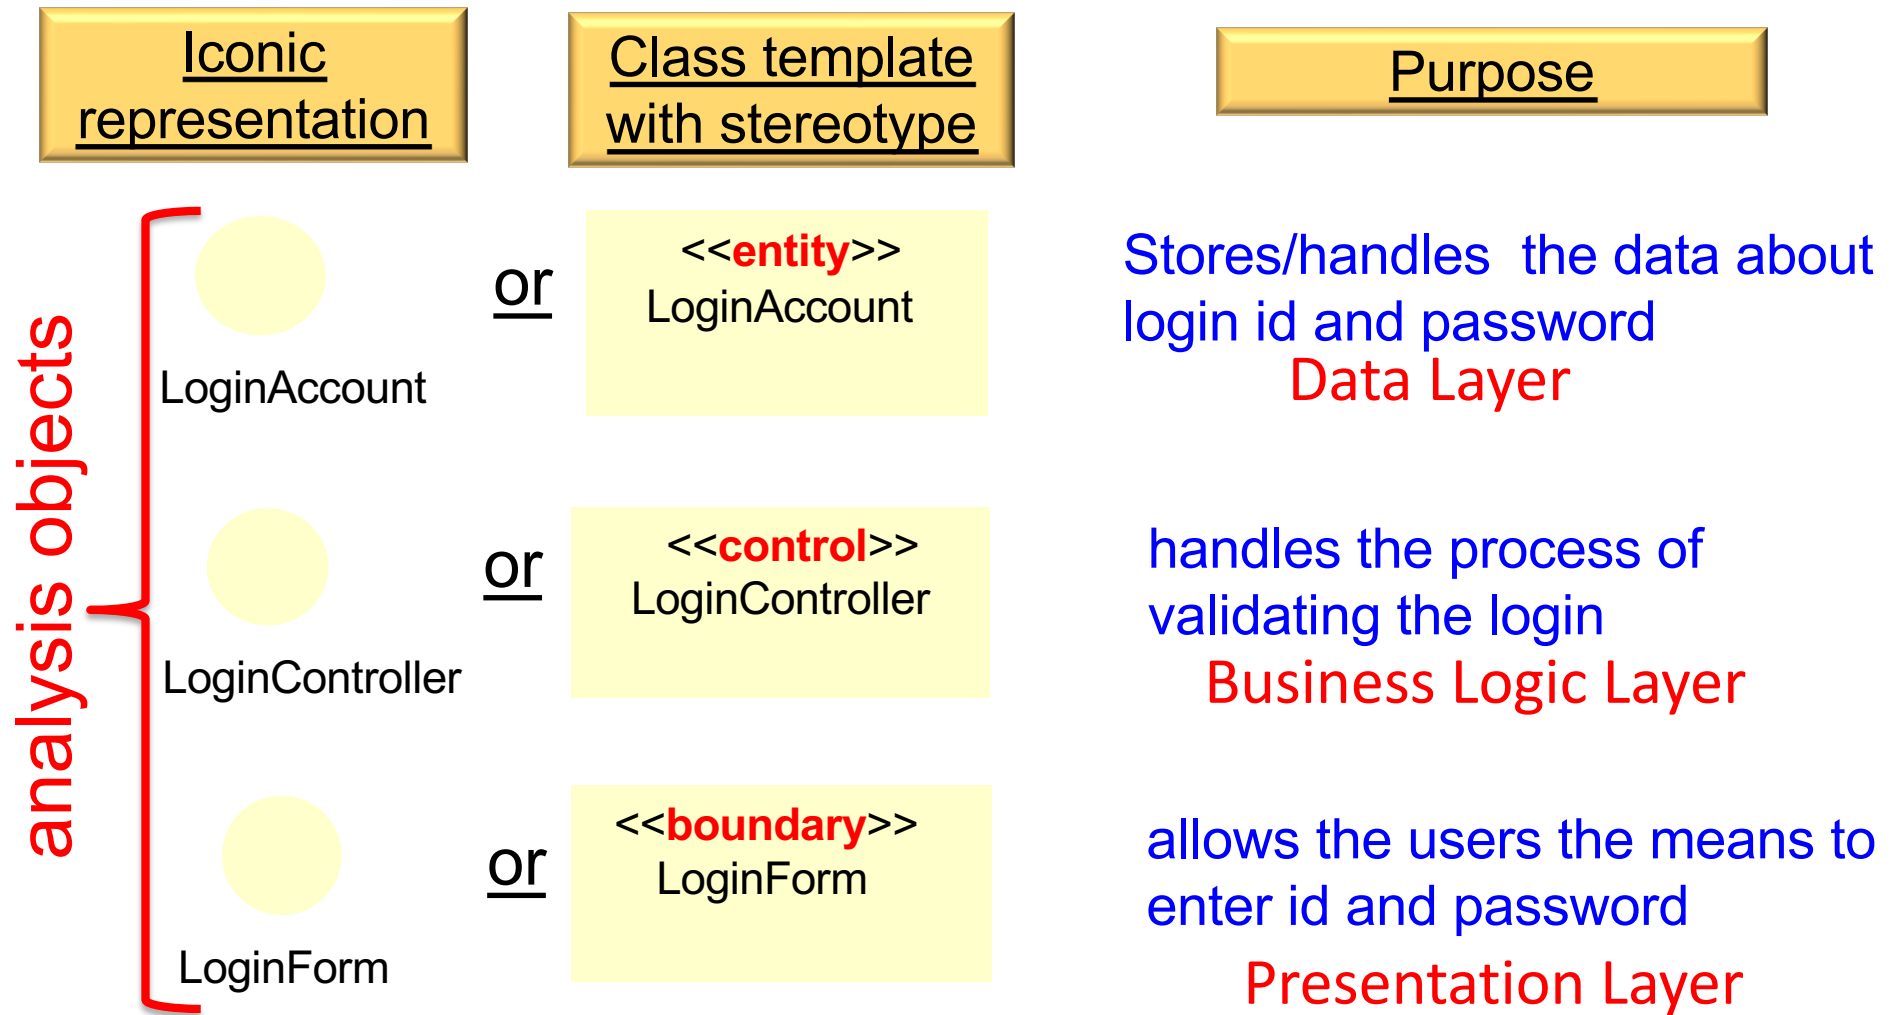 Iconic
representation
Class template
with stereotype
Purpose
analysis objects
LoginAccount
or
<<entity>>
LoginAccount
Stores/handles the data about
login id and password
Data Layer
LoginController
or
<<control>>
LoginController
handles the process of
validating the login
Business Logic Layer
LoginForm
or
<<boundary>>
LoginForm
allows the users the means to
enter id and password
Presentation Layer